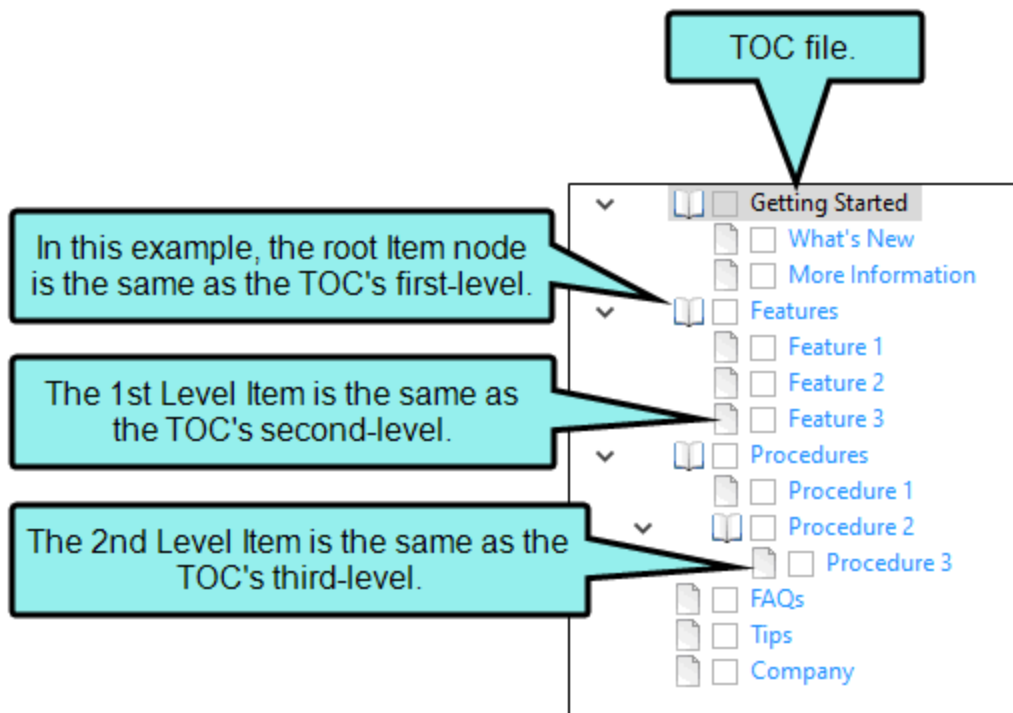 TOC file.
In this example, the root Item node
is the same as the TOC's first-level.
The 1st Level Item is the same as
the TOC's second-level.
The 2nd Level Item is the same as the
TOC's third-level.
Getting Started
What's New
More Information
Features
Feature 1
Feature 2
Feature 3
Procedures
Procedure 1
Procedure 2
Procedure 3
FAQs
Tips
Company